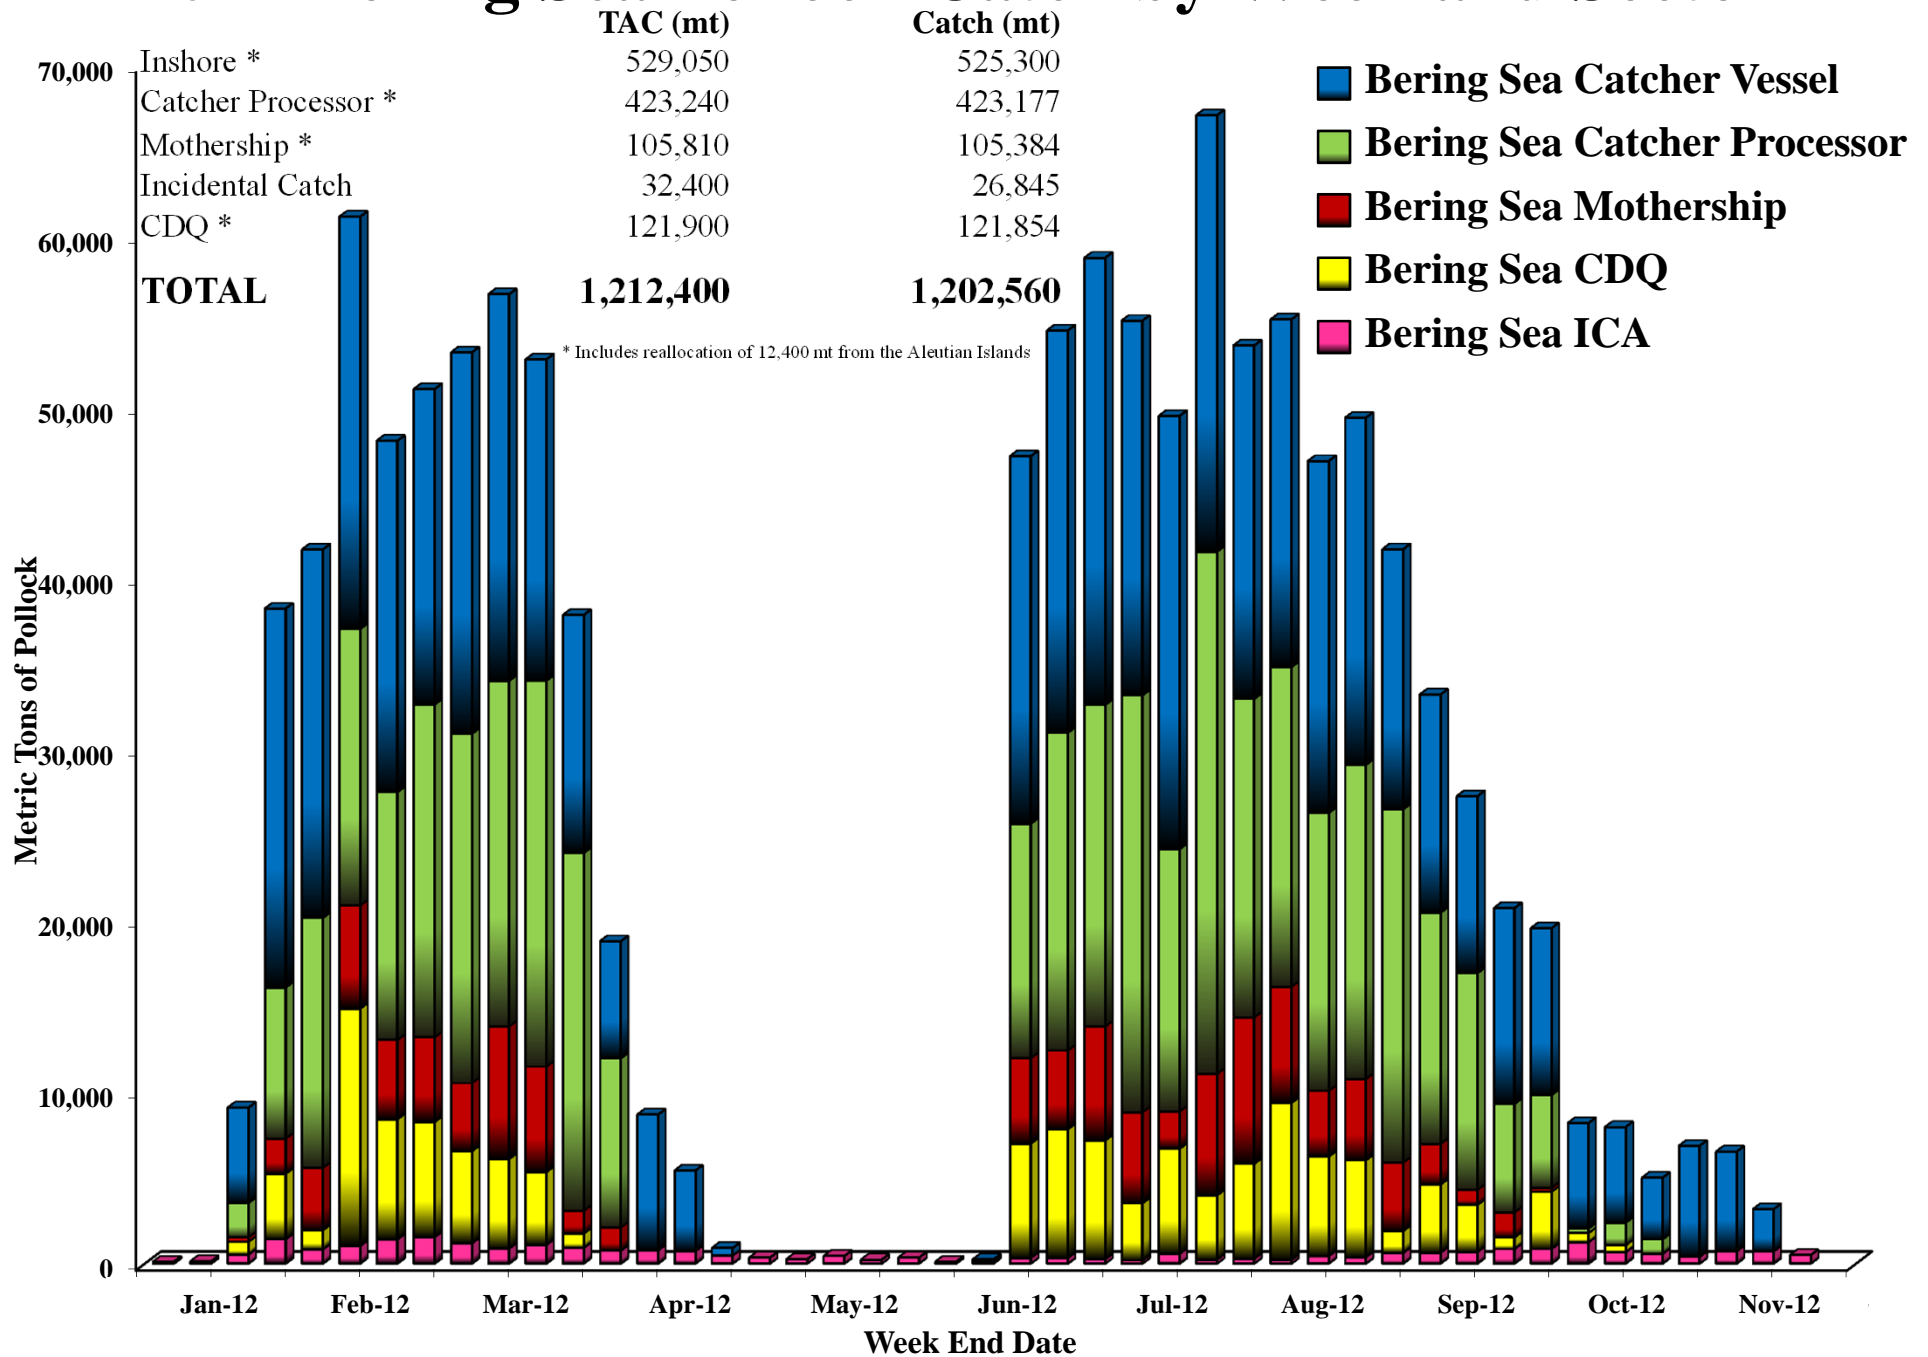 TAC (mt) Catch (mt)
Inshore * 529,050 525,300
Catcher Processor * 423,240 423,177
Mothership * 105,810 105,384
Incidental Catch 32,400 26,845
CDQ * 121,900 121,854
TOTAL 1,212,400 1,202,560
* Includes reallocation of 12,400 mt from the Aleutian Islands
Bering Sea Catcher Vessel
Bering Sea Catcher Processor
Bering Sea Mothership
Bering Sea CDQ
Bering Sea ICA
Metric Tons of Pollock
70,000
60,000
50,000
40,000
30,000
20,000
10,000
0
Jan-12 Feb-12 Mar-12 Apr-12 May-12 Jun-12 Jul-12 Aug-12 Sep-12 Oct-12 Nov-12
Week End Date